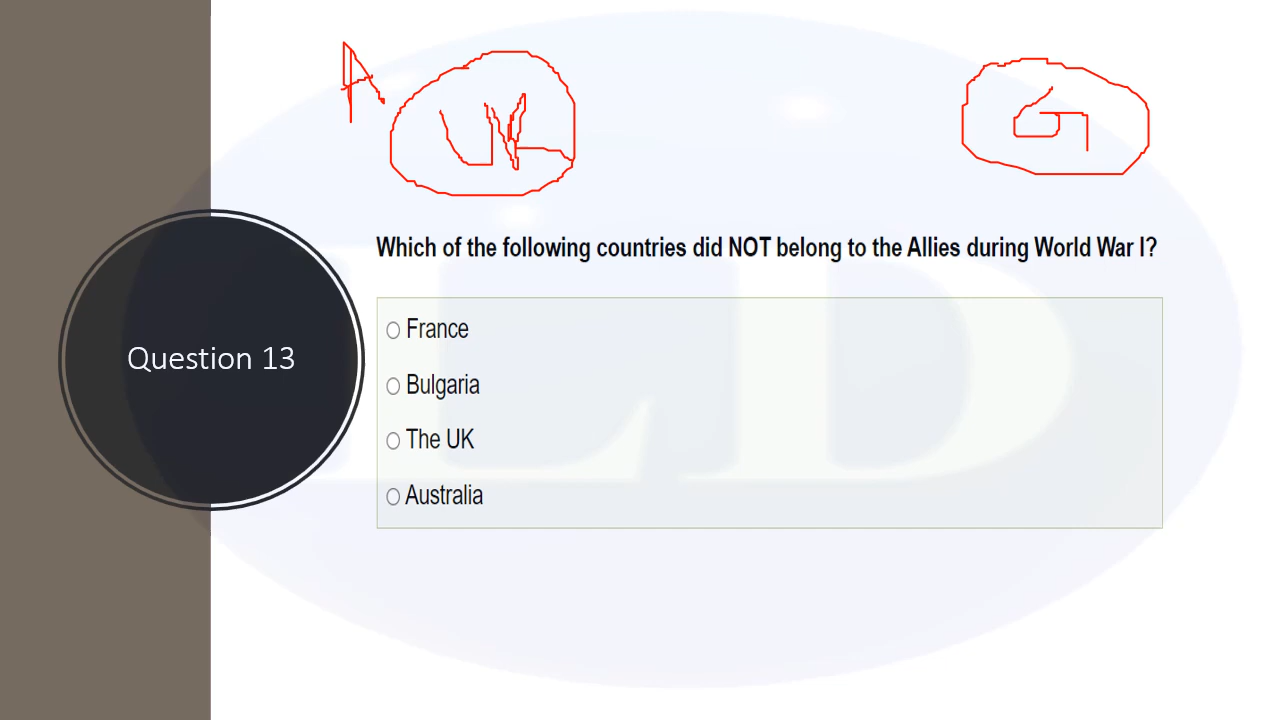 A
UK
G
Which of the following countries did NOT belong to the Allies during World War I?
Question 13
France
Bulgaria
The UK
Australia